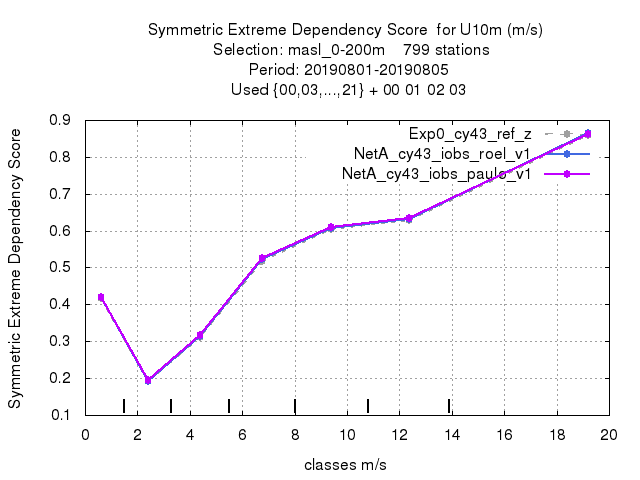 Symmetric Extreme Dependency Score  for U10m (m/s)
Selection: masl_0-200m    799 stations
Period: 20190801-20190805
Used {00,03,...,21} + 00 01 02 03
Symmetric Extreme Dependency Score
0.9
0.8
0.7
0.6
0.5
0.4
0.3
0.2
0.1
Exp0_cy43_ref_z
NetA_cy43_iobs_roel_v1
NetA_cy43_iobs_paulo_v1
0 2 4 6 8 10 12 14 16 18 20
classes m/s